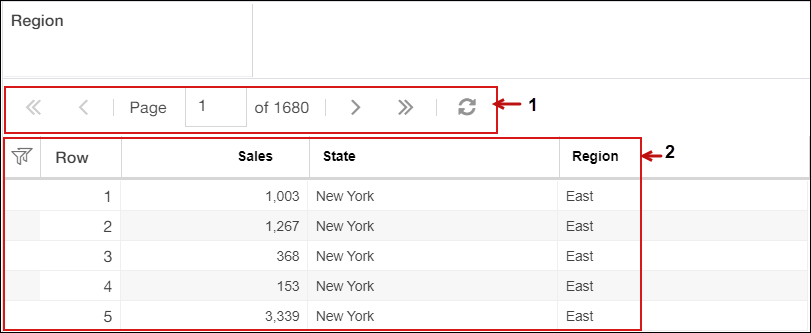 Region
Page 1 of 1680
1
2
Row Sales State Region
1 1,003 New York East
2 1,267 New York East
3 368 New York East
4 153 New York East
5 3,339 New York East